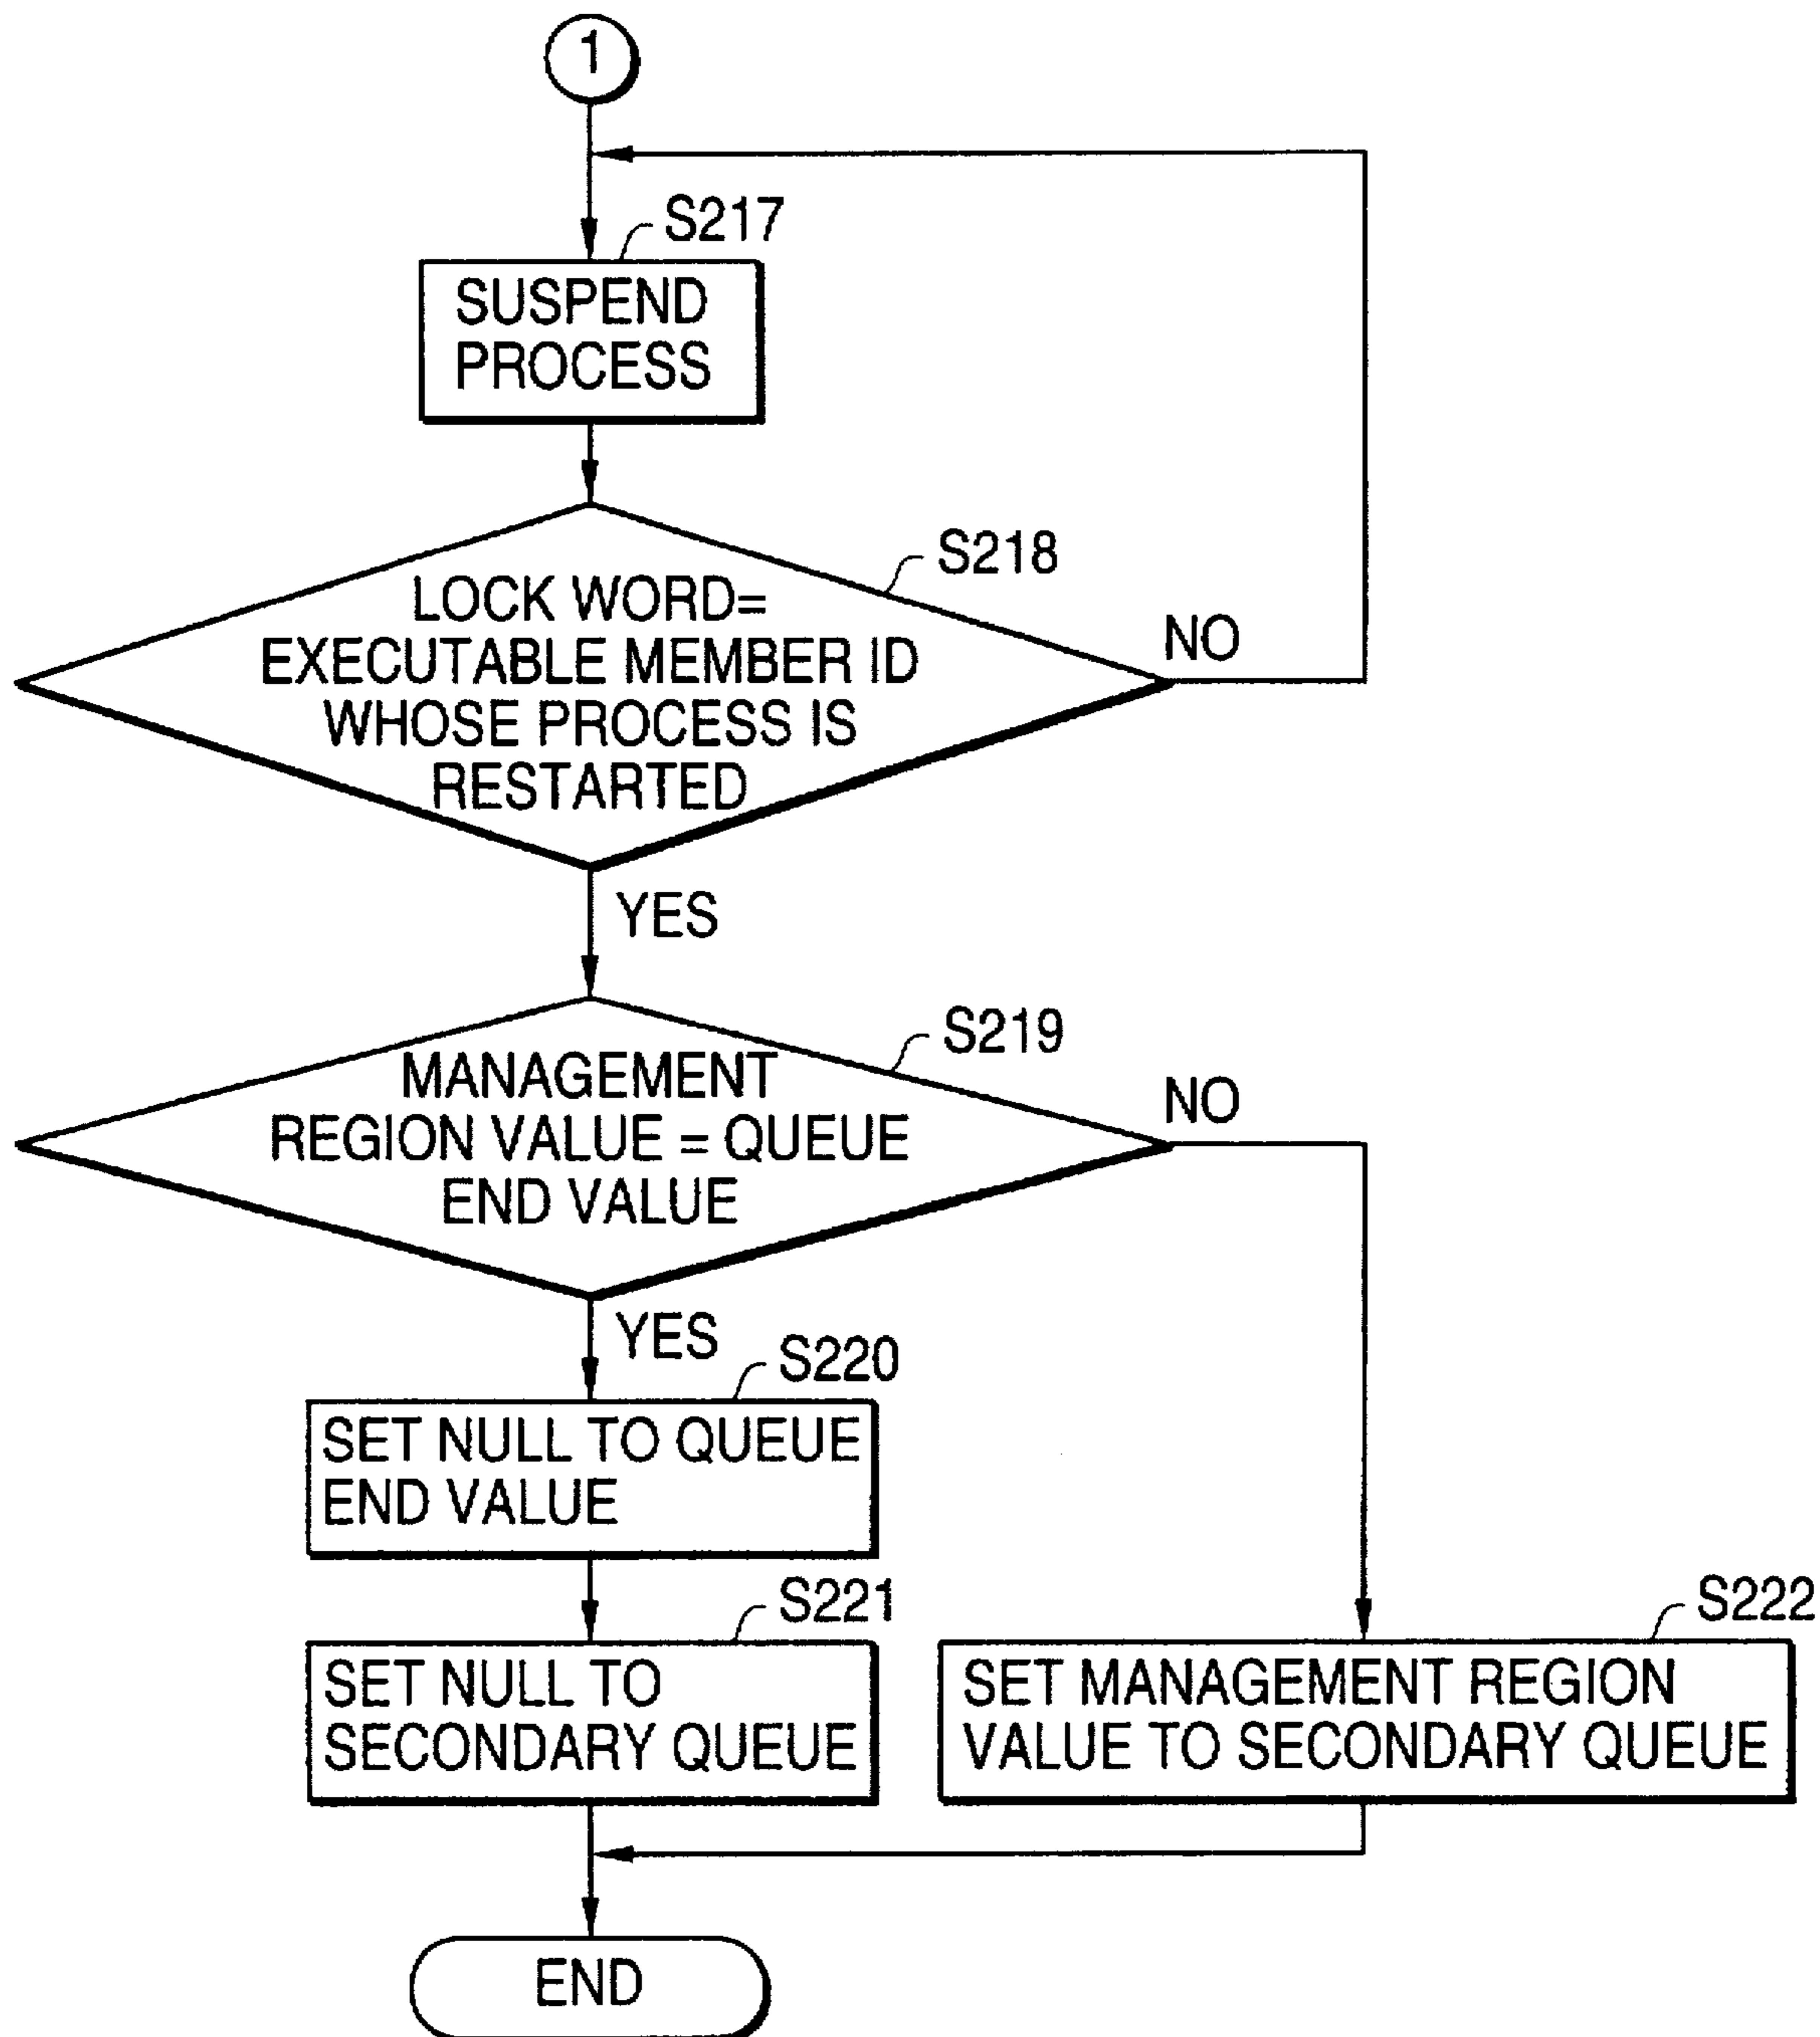 1
S217
SUSPEND
PROCESS
S218
LOCK WORD=
EXECUTABLE MEMBER ID
WHOSE PROCESS IS
RESTARTED
NO
YES
S219
MANAGEMENT
REGION VALUE = QUEUE
END VALUE
NO
YES
S220
SET NULL TO QUEUE
END VALUE
S221
SET NULL TO
SECONDARY QUEUE
S222
SET MANAGEMENT REGION
VALUE TO SECONDARY QUEUE
END